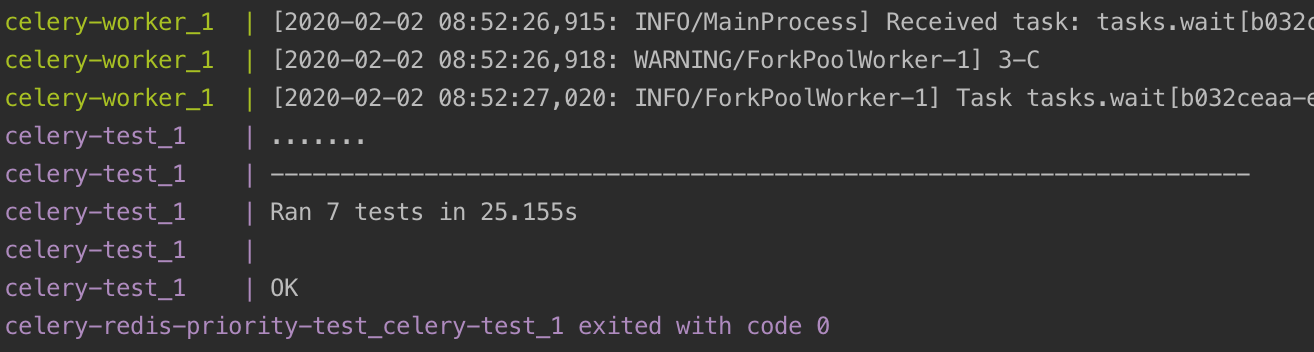 celery-worker_1  | [2020-02-02 08:52:26,915: INFO/MainProcess] Received task: tasks.wait[b032c
celery-worker_1  | [2020-02-02 08:52:26,918: WARNING/ForkPoolWorker-1] 3-C
celery-worker_1  | [2020-02-02 08:52:27,020: INFO/ForkPoolWorker-1] Task tasks.wait[b032ceaa-e
celery-test_1    | .......
celery-test_1    | ----------------------------------------------------------------------
celery-test_1    | Ran 7 tests in 25.155s
celery-test_1    |
celery-test_1    | OK
celery-redis-priority-test_celery-test_1 exited with code 0